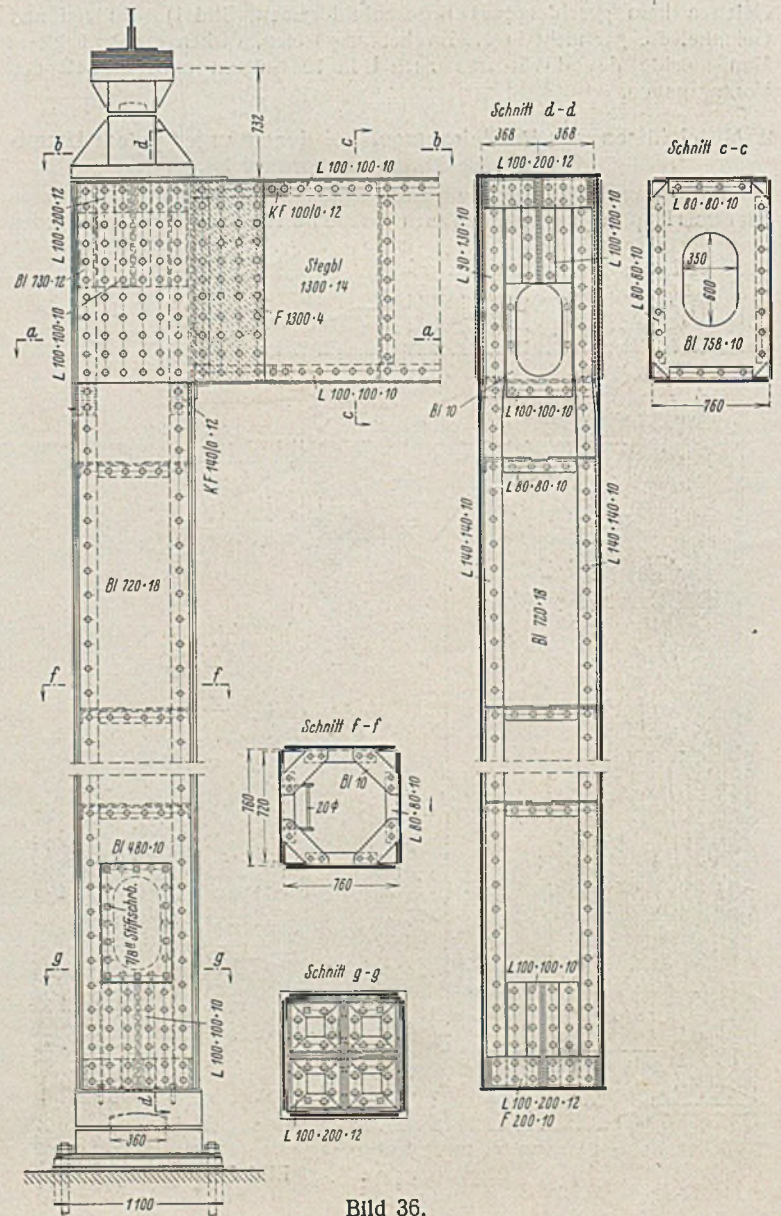 732
d
b
c
b
L 100·100·10
L 100·200·12
KF 100/0·12
Bl 730·12
Stegbl
1300·14
F 1300·4
a
a
L 100·100·10
L 100·100·10
c
KF 140/0·12
Bl 720·18
f
f
Bl 480·10
7/8" Stiftschrb.
g
g
L 100·100·10
d
360
1100
Schnitt d-d
368
368
L 100·200·12
L 90·130·10
L 100·100·10
Bl 10
L 100·100·10
L 80·80·10
L 140·140·10
L 140·140·10
Bl 720·18
L 100·100·10
L 100·200·12
F 200·10
Schnitt c-c
L 80·80·10
L 80·80·10
350
600
Bl 758·10
760
Schnitt f-f
Bl 10
760
720
20 φ
L 80·80·10
760
Schnitt g-g
L 100·200·12
Bild 36.